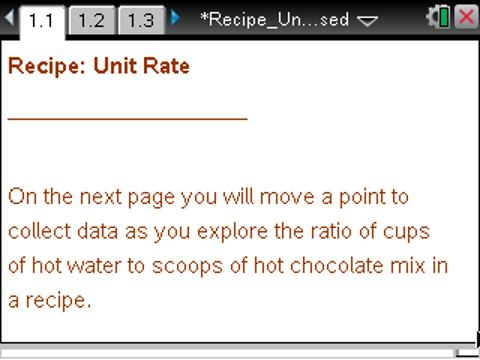 1.1 1.2 1.3 *Recipe_Un...sed
Recipe: Unit Rate
On the next page you will move a point to
collect data as you explore the ratio of cups
of hot water to scoops of hot chocolate mix in
a recipe.